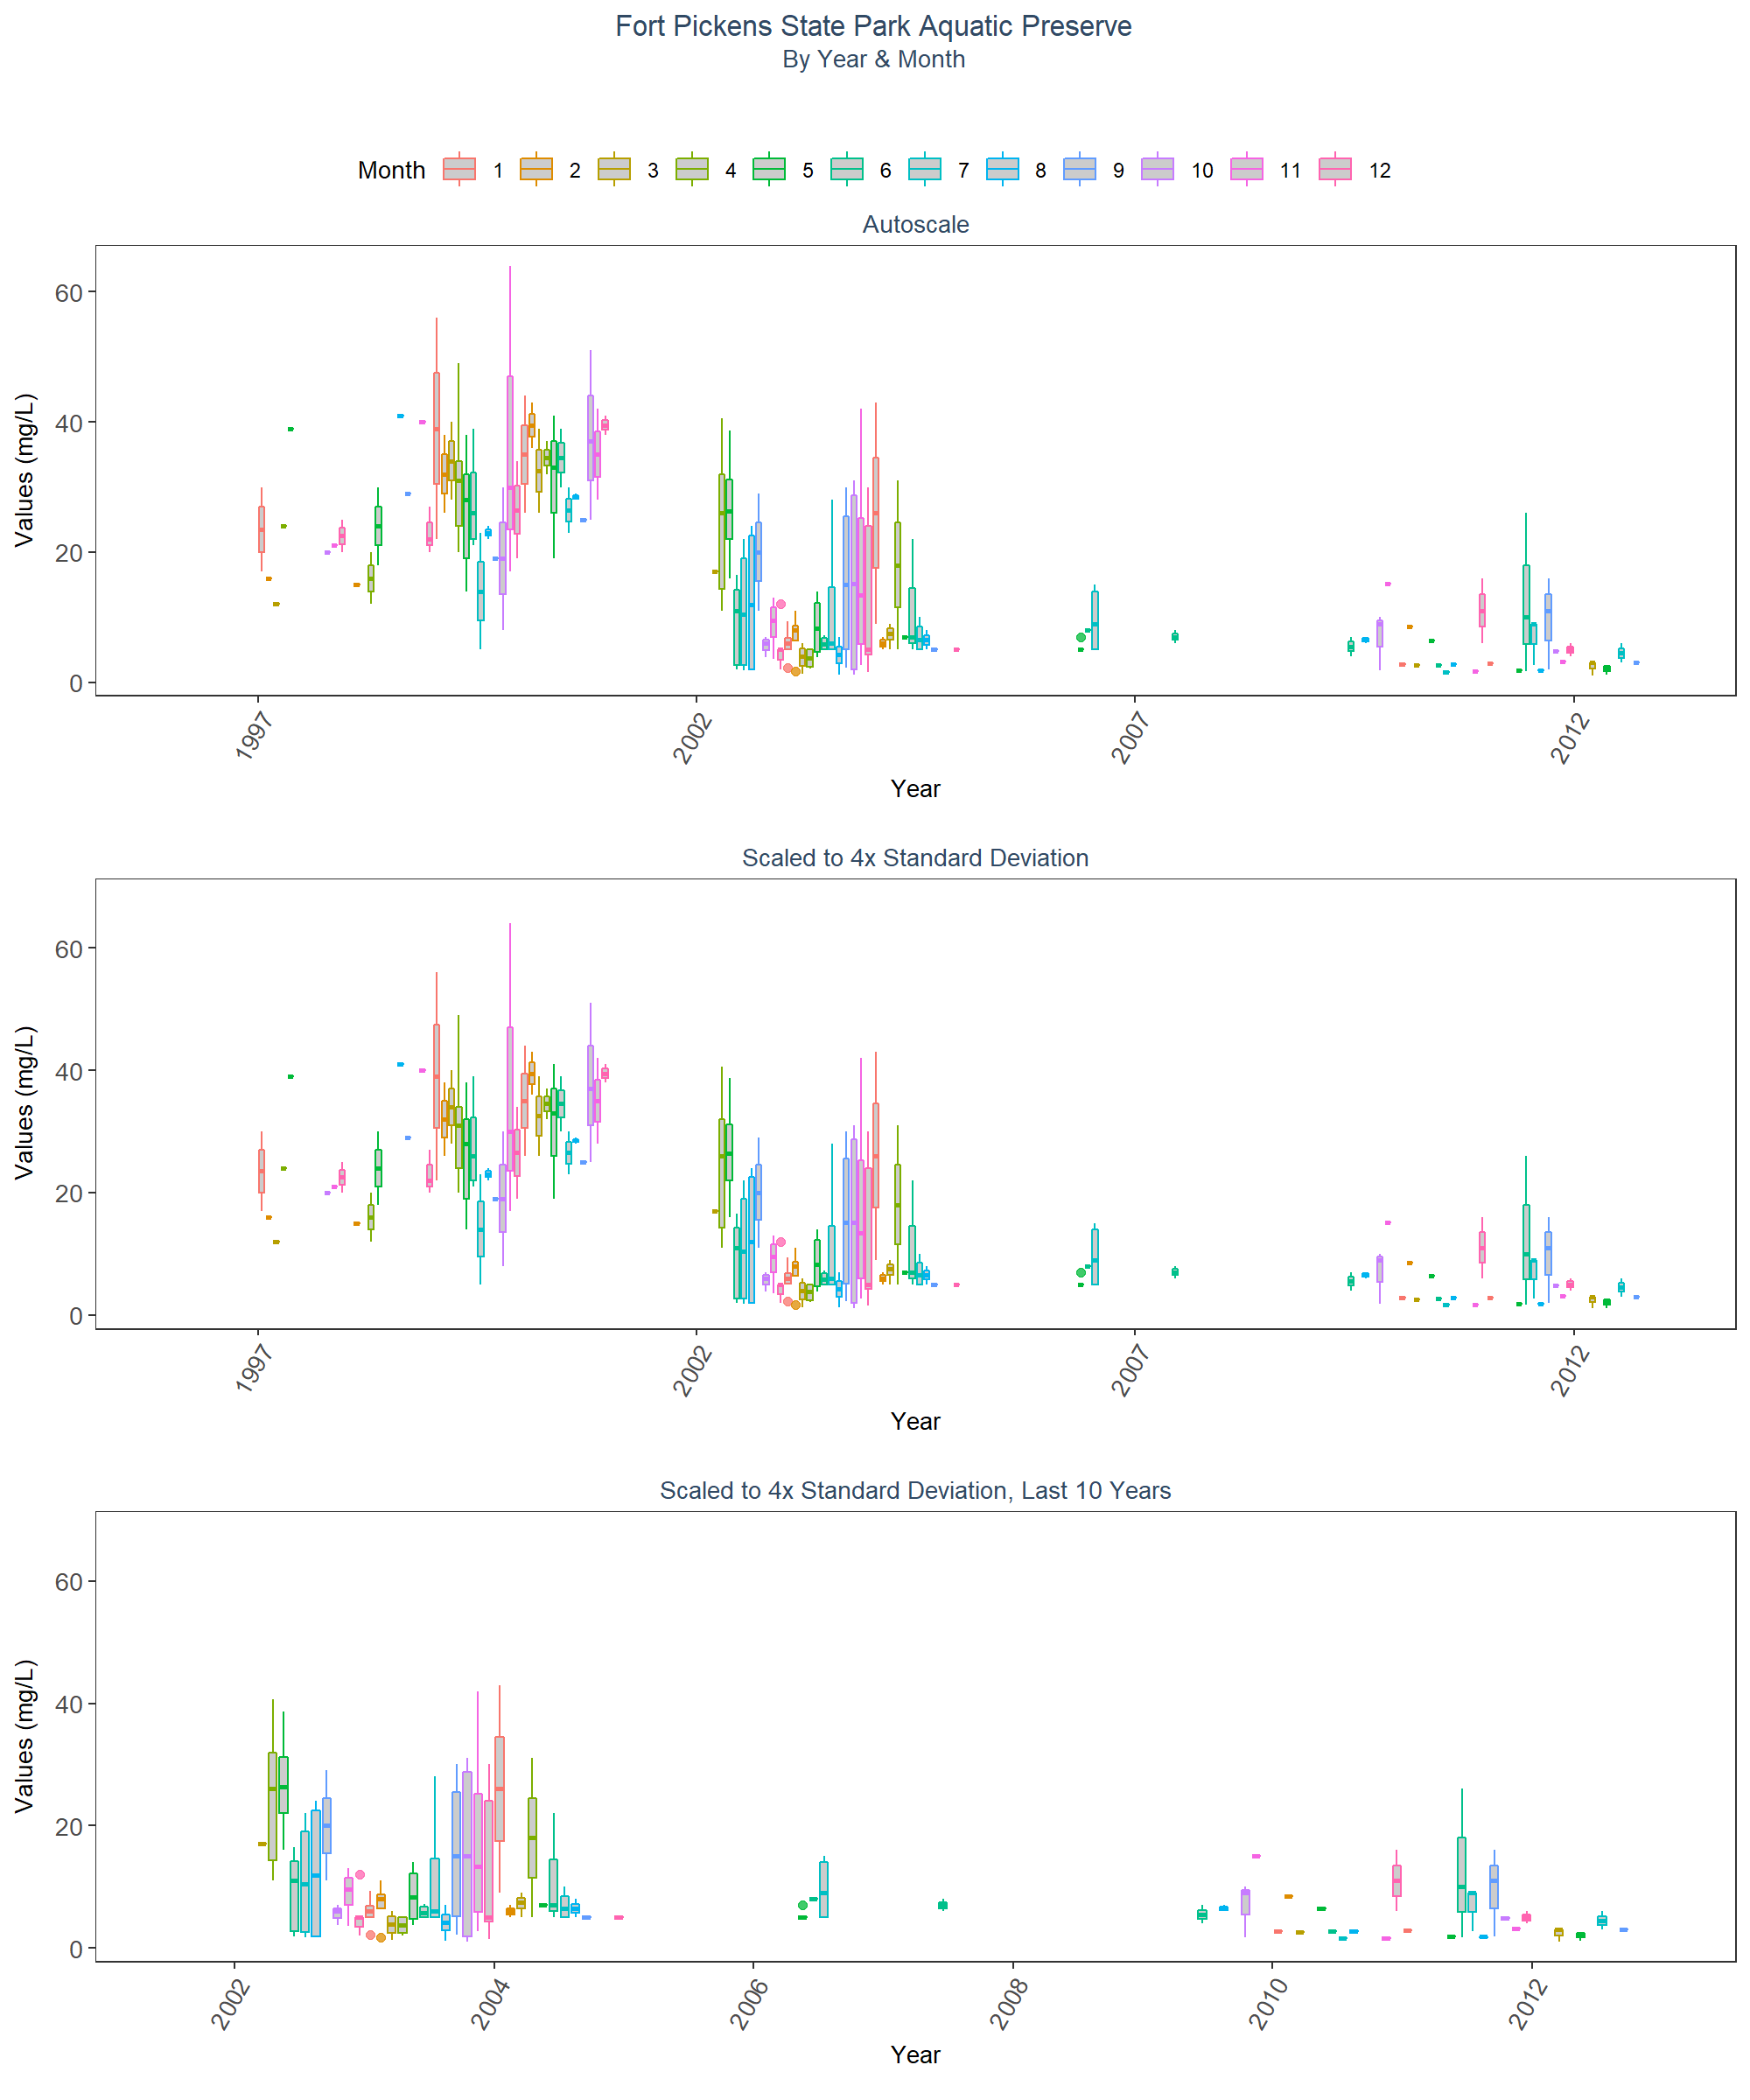 Fort Pickens State Park Aquatic Preserve
By Year & Month
Month 1 2 3 4 5 6 7 8 9 10 11 12
Autoscale
Values (mg/L)
60
40
20
0
1997 2002 2007 2012
Year
Scaled to 4x Standard Deviation
Values (mg/L)
60
40
20
0
1997 2002 2007 2012
Year
Scaled to 4x Standard Deviation, Last 10 Years
Values (mg/L)
60
40
20
0
2002 2004 2006 2008 2010 2012
Year